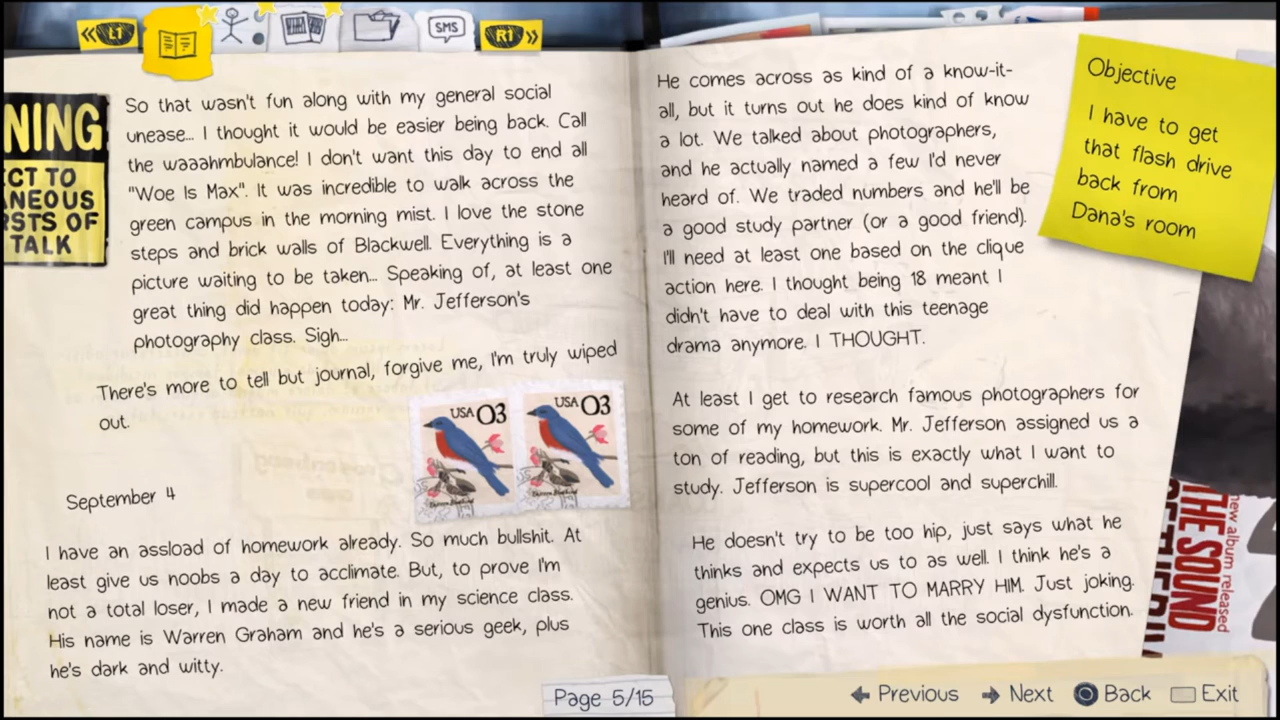 L1
SMS
R1
NING
CT TO
ANEOUS
RSTS OF
TALK
So that wasn't fun along with my general social
unease... I thought it would be easier being back. Call
the waaahmbulance! I don't want this day to end all
"Woe Is Max". It was incredible to walk across the
green campus in the morning mist. I love the stone
steps and brick walls of Blackwell. Everything is a
picture waiting to be taken... Speaking of, at least one
great thing did happen today: Mr. Jefferson's
photography class. Sigh...
There's more to tell but journal, forgive me, I'm truly wiped
out.
USA 03
USA 03
September 4
I have an assload of homework already. So much bullshit. At
least give us noobs a day to acclimate. But, to prove I'm
not a total loser, I made a new friend in my science class.
His name is Warren Graham and he's a serious geek, plus
he's dark and witty.
He comes across as kind of a know-it-
all, but it turns out he does kind of know
a lot. We talked about photographers,
and he actually named a few I'd never
heard of. We traded numbers and he'll be
a good study partner (or a good friend).
I'll need at least one based on the clique
action here. I thought being 18 meant I
didn't have to deal with this teenage
drama anymore. I THOUGHT.
At least I get to research famous photographers for
some of my homework. Mr. Jefferson assigned us a
ton of reading, but this is exactly what I want to
study. Jefferson is supercool and superchill.
He doesn't try to be too hip, just says what he
thinks and expects us to as well. I think he's a
genius. OMG I WANT TO MARRY HIM. Just joking.
This one class is worth all the social dysfunction.
Objective
I have to get
that flash drive
back from
Dana's room
new album released
THE SOUND
Page 5/15
Previous
Next
Back
Exit